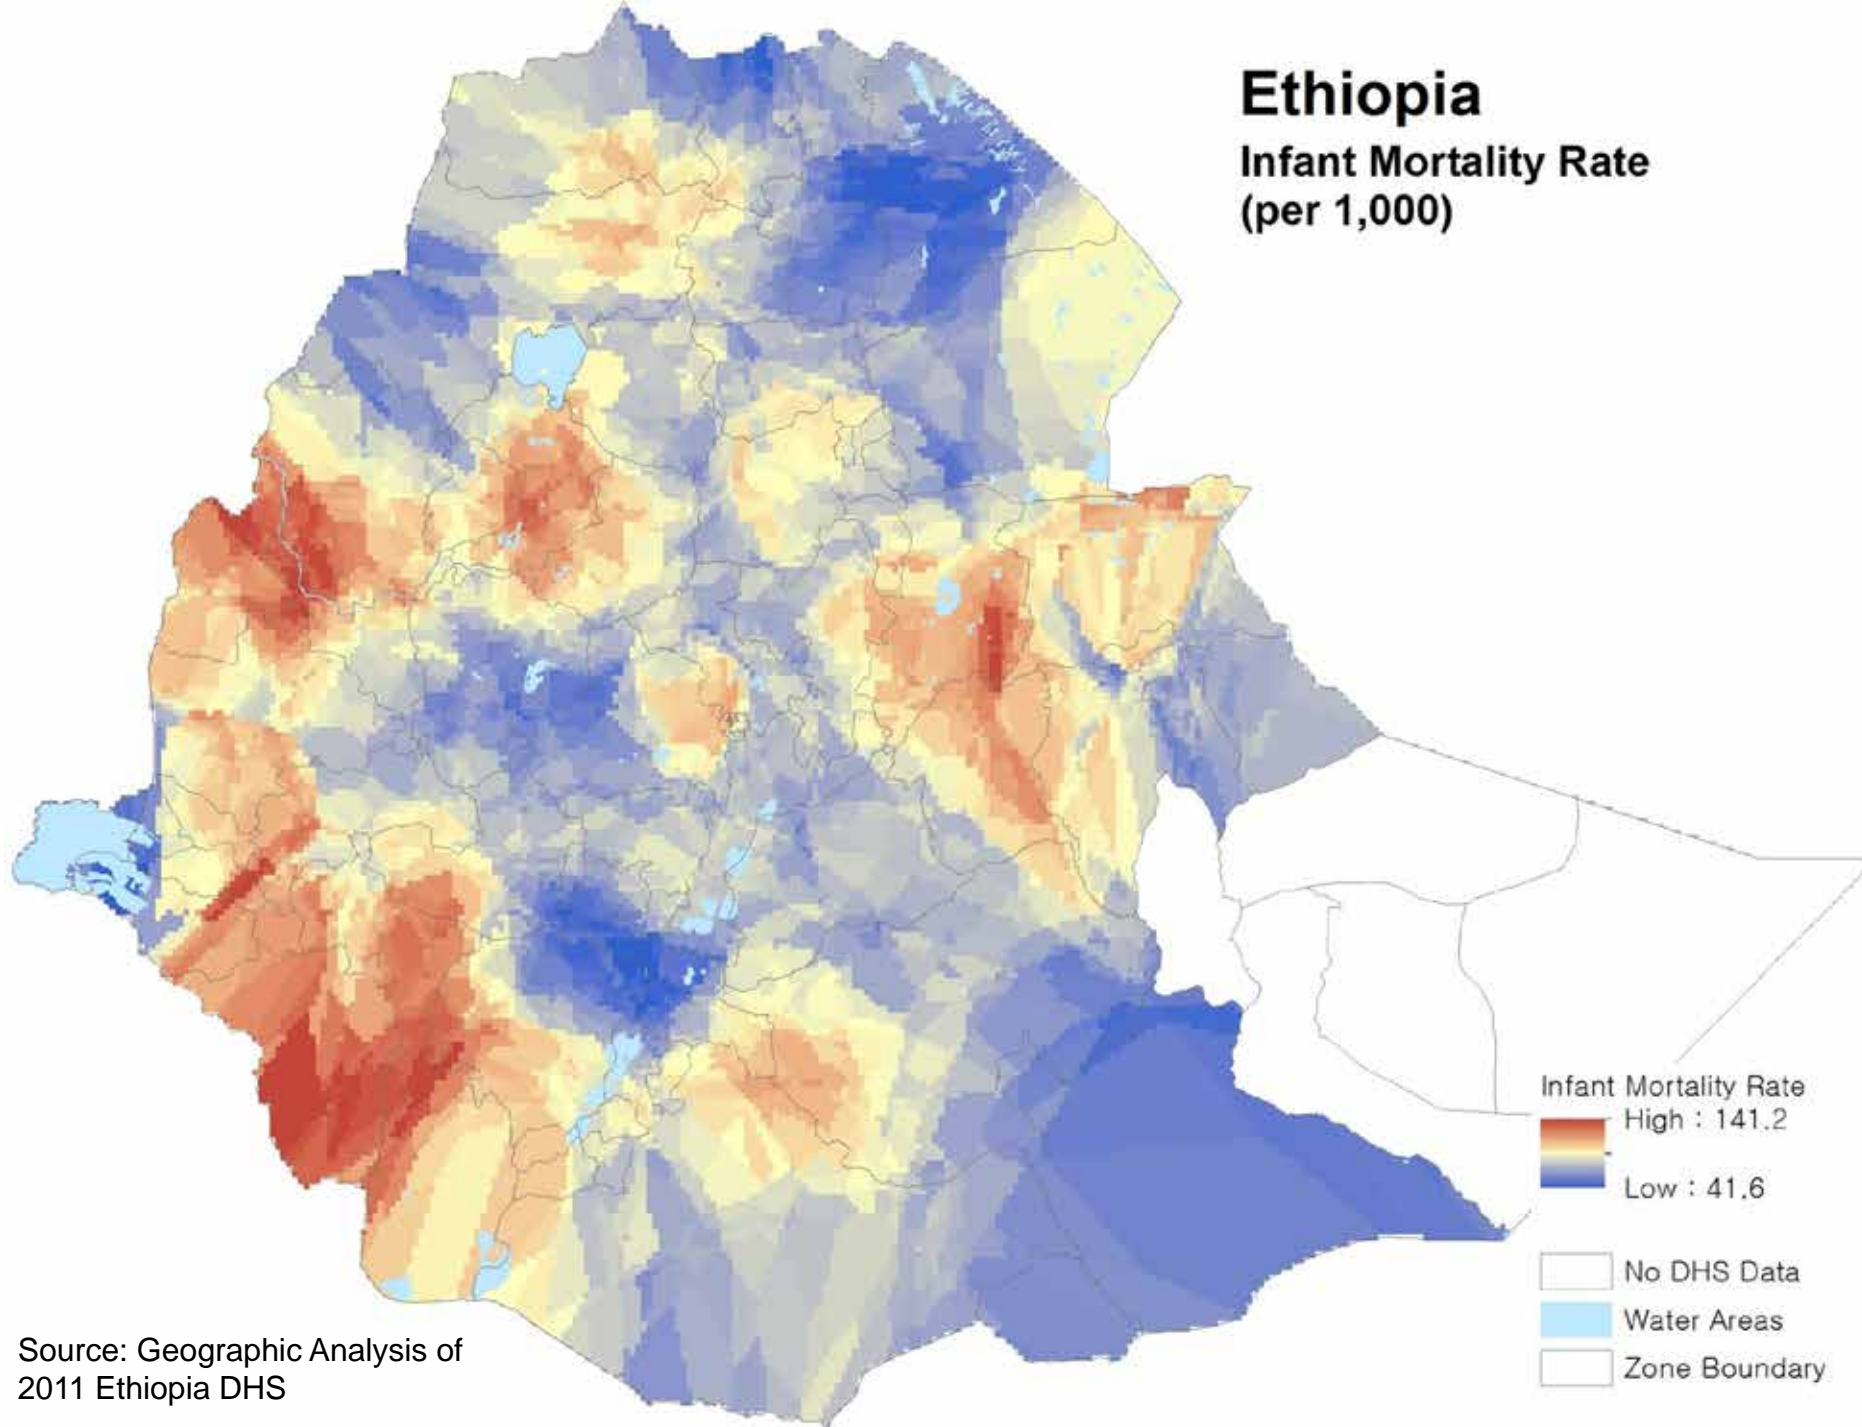 Ethiopia
Infant Mortality Rate
(per 1,000)
Infant Mortality Rate
High : 141.2
Low : 41.6
No DHS Data
Water Areas
Zone Boundary
Source: Geographic Analysis of
2011 Ethiopia DHS